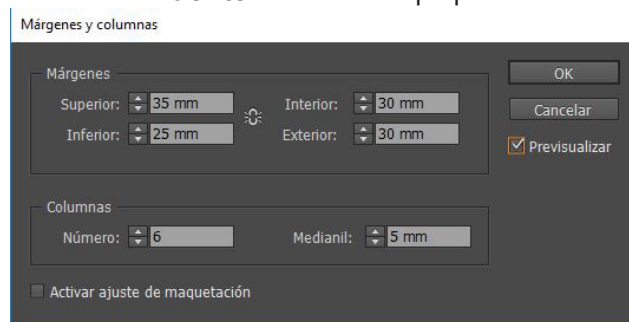 Márgenes y columnas
Márgenes
OK
Superior: 35 mm Interior: 30 mm
Cancelar
Inferior: 25 mm Exterior: 30 mm
Previsualizar
Columnas
Número: 6 Medianil: 5 mm
Activar ajuste de maquetación